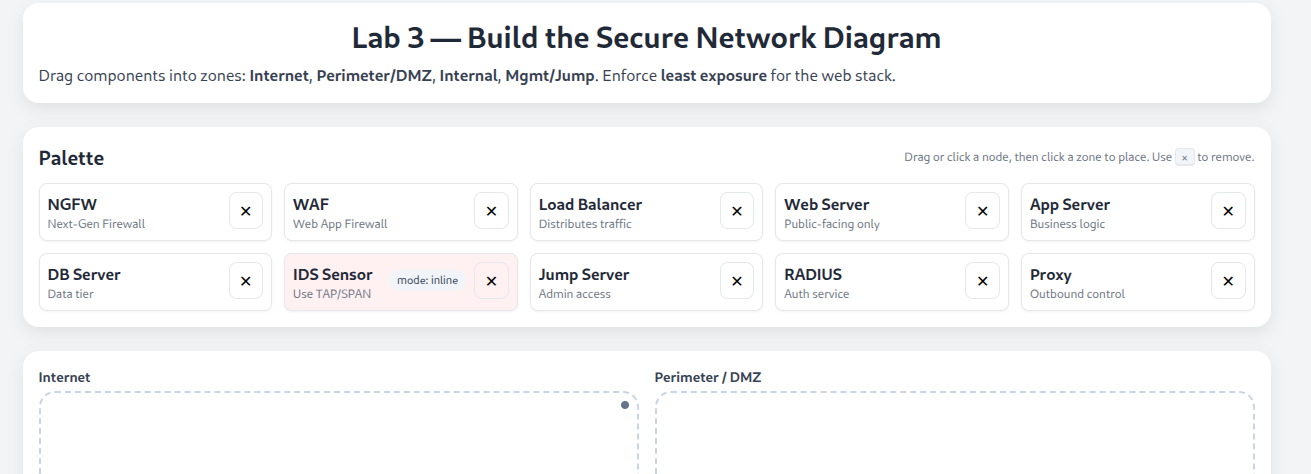 Lab 3 — Build the Secure Network Diagram
Drag components into zones: Internet, Perimeter/DMZ, Internal, Mgmt/Jump. Enforce least exposure for the web stack.
Palette
Drag or click a node, then click a zone to place. Use × to remove.
NGFW
Next-Gen Firewall
✕
WAF
Web App Firewall
✕
Load Balancer
Distributes traffic
✕
Web Server
Public-facing only
✕
App Server
Business logic
✕
DB Server
Data tier
✕
IDS Sensor
Use TAP/SPAN
mode: inline
✕
Jump Server
Admin access
✕
RADIUS
Auth service
✕
Proxy
Outbound control
✕
Internet
Perimeter / DMZ